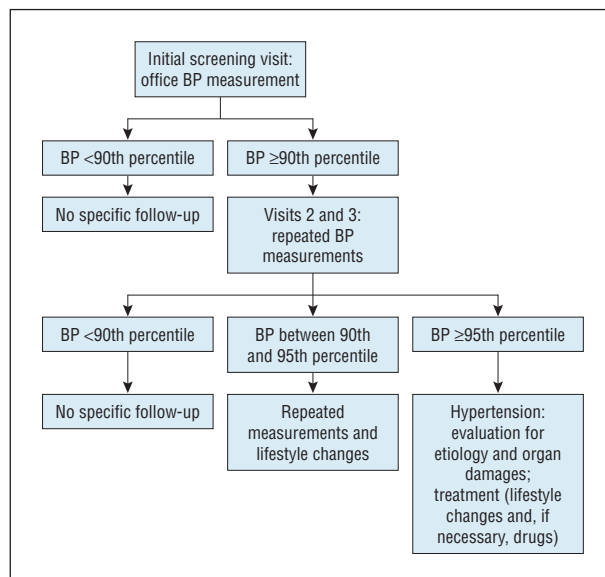 Initial screening visit:
office BP measurement
BP <90th percentile
BP ≥90th percentile
No specific follow-up
Visits 2 and 3:
repeated BP
measurements
BP <90th percentile
BP between 90th
and 95th percentile
BP ≥95th percentile
No specific follow-up
Repeated
measurements and
lifestyle changes
Hypertension:
evaluation for
etiology and organ
damages;
treatment (lifestyle
changes and, if
necessary, drugs)